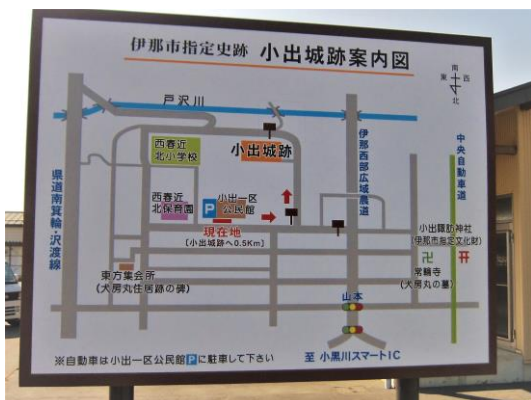 伊那市指定史跡 小出城跡案内図
南
東 西
北
戸沢川
西春近
北小学校
小出城跡
県道南箕輪・沢渡線
伊那西部広域農道
中央自動車道
西春近
北保育園
P
小出一区
公民館
現在地
[小出城跡へ0.5Km]
小出諏訪神社
(伊那市指定文化財)
常輪寺
(犬房丸の墓)
東方集会所
(犬房丸住居跡の碑)
山本
※自動車は小出一区公民館Pに駐車して下さい
至 小黒川スマートIC